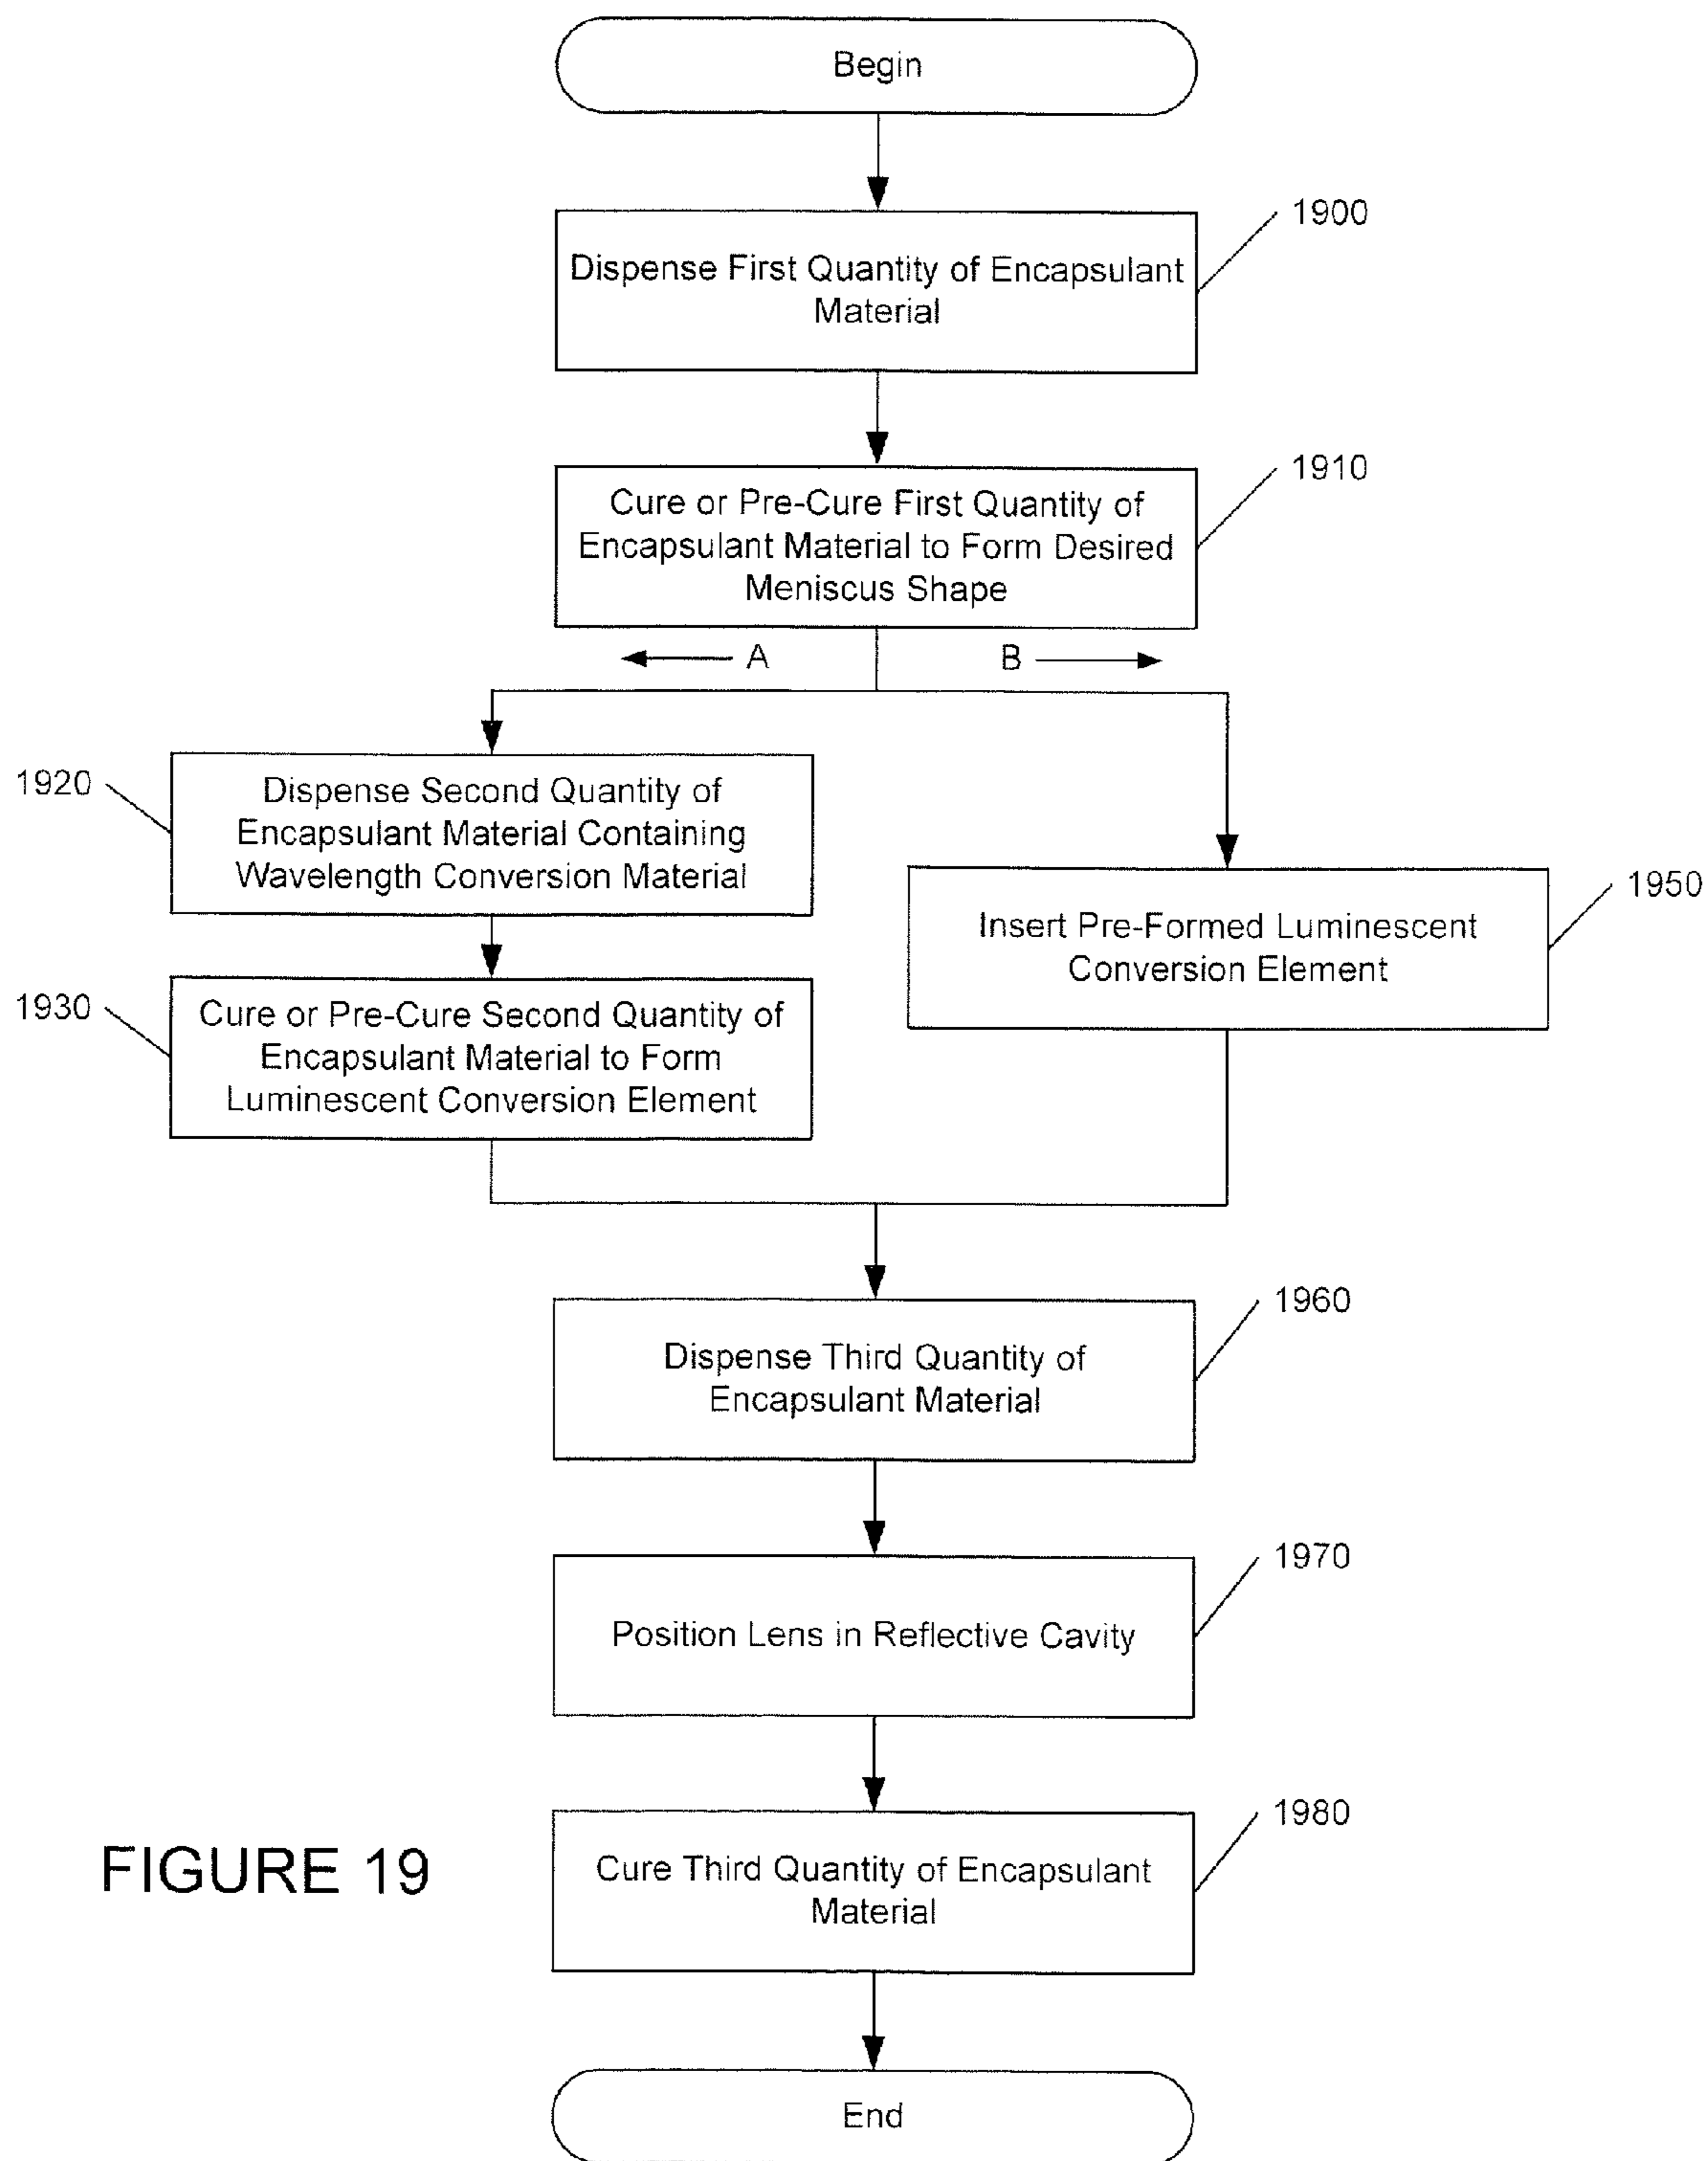 Begin
1900
Dispense First Quantity of Encapsulant
Material
1910
Cure or Pre-Cure First Quantity of
Encapsulant Material to Form Desired
Meniscus Shape
A
B
1920
Dispense Second Quantity of
Encapsulant Material Containing
Wavelength Conversion Material
1950
Insert Pre-Formed Luminescent
Conversion Element
1930
Cure or Pre-Cure Second Quantity of
Encapsulant Material to Form
Luminescent Conversion Element
1960
Dispense Third Quantity of
Encapsulant Material
1970
Position Lens in Reflective Cavity
1980
Cure Third Quantity of Encapsulant
Material
FIGURE 19
End